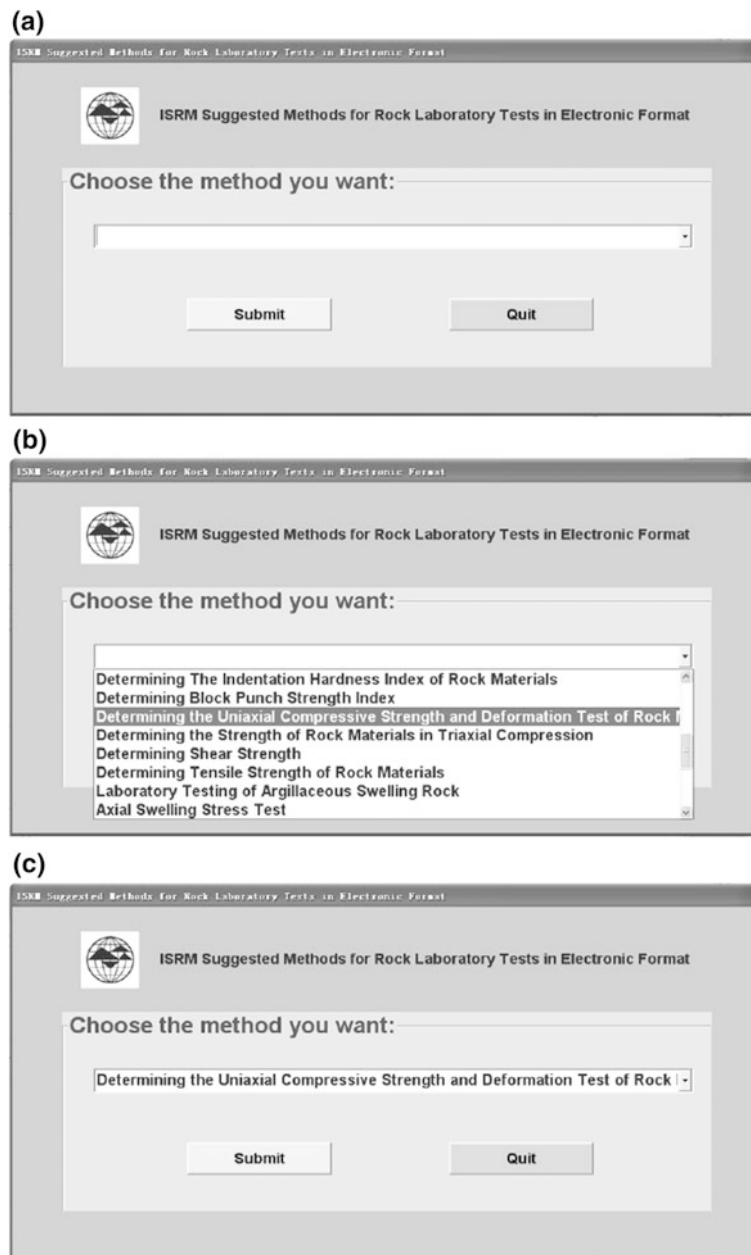 (a)
ISRM Suggested Methods for Rock Laboratory Tests in Electronic Format
ISRM Suggested Methods for Rock Laboratory Tests in Electronic Format
Choose the method you want:
Submit
Quit
(b)
ISRM Suggested Methods for Rock Laboratory Tests in Electronic Format
ISRM Suggested Methods for Rock Laboratory Tests in Electronic Format
Choose the method you want:
Determining The Indentation Hardness Index of Rock Materials
Determining Block Punch Strength Index
Determining the Uniaxial Compressive Strength and Deformation Test of Rock
Determining the Strength of Rock Materials in Triaxial Compression
Determining Shear Strength
Determining Tensile Strength of Rock Materials
Laboratory Testing of Argillaceous Swelling Rock
Axial Swelling Stress Test
(c)
ISRM Suggested Methods for Rock Laboratory Tests in Electronic Format
ISRM Suggested Methods for Rock Laboratory Tests in Electronic Format
Choose the method you want:
Determining the Uniaxial Compressive Strength and Deformation Test of Rock
Submit
Quit